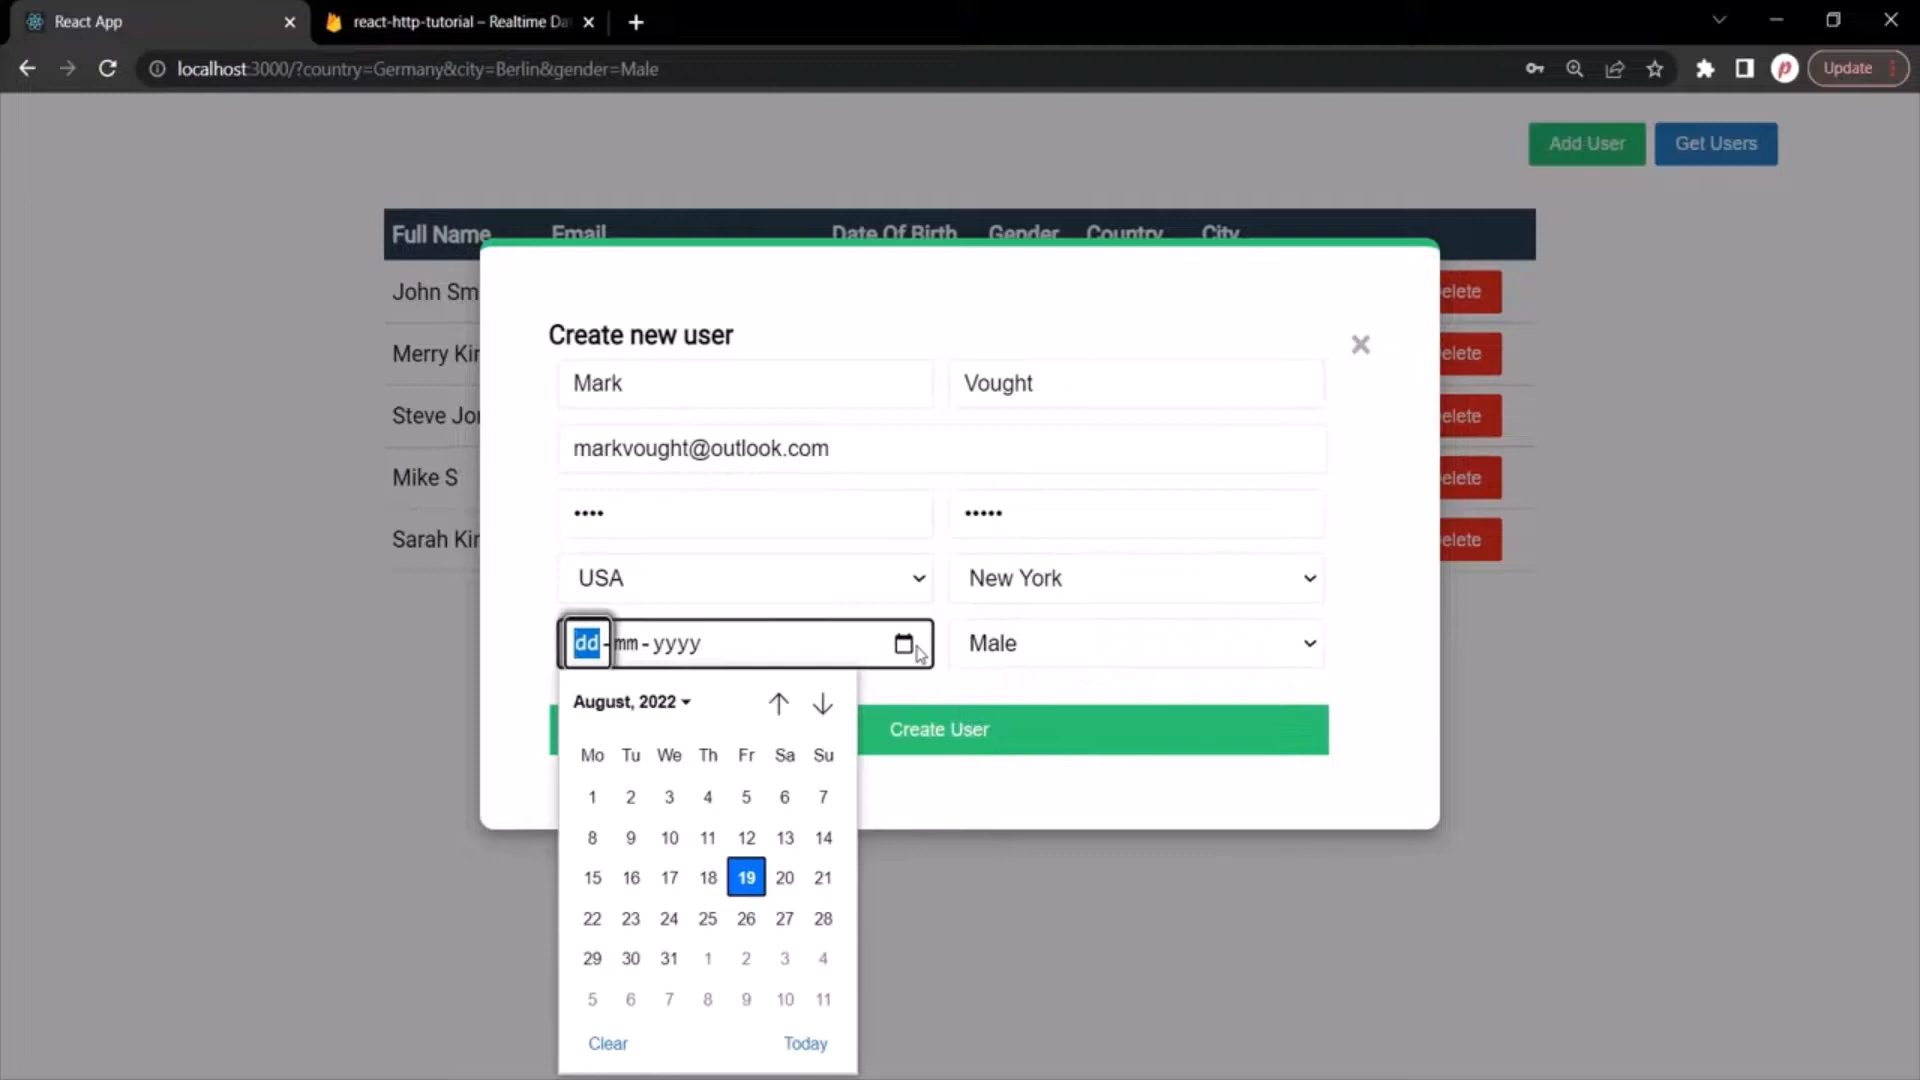 React App
react-http-tutorial – Realtime Da
localhost:3000/?country=Germany&city=Berlin&gender=Male
Update
Add User
Get Users
Full Name Email Date Of Birth Gender Country City
John Sm
elete
Merry Kir
elete
Steve Jor
elete
Mike S
elete
Sarah Kir
elete
Create new user
Mark
Vought
markvought@outlook.com
••••
•••••
USA
New York
dd-mm-yyyy
Male
Create User
August, 2022
Mo Tu We Th Fr Sa Su
1 2 3 4 5 6 7
8 9 10 11 12 13 14
15 16 17 18 19 20 21
22 23 24 25 26 27 28
29 30 31 1 2 3 4
5 6 7 8 9 10 11
Clear
Today